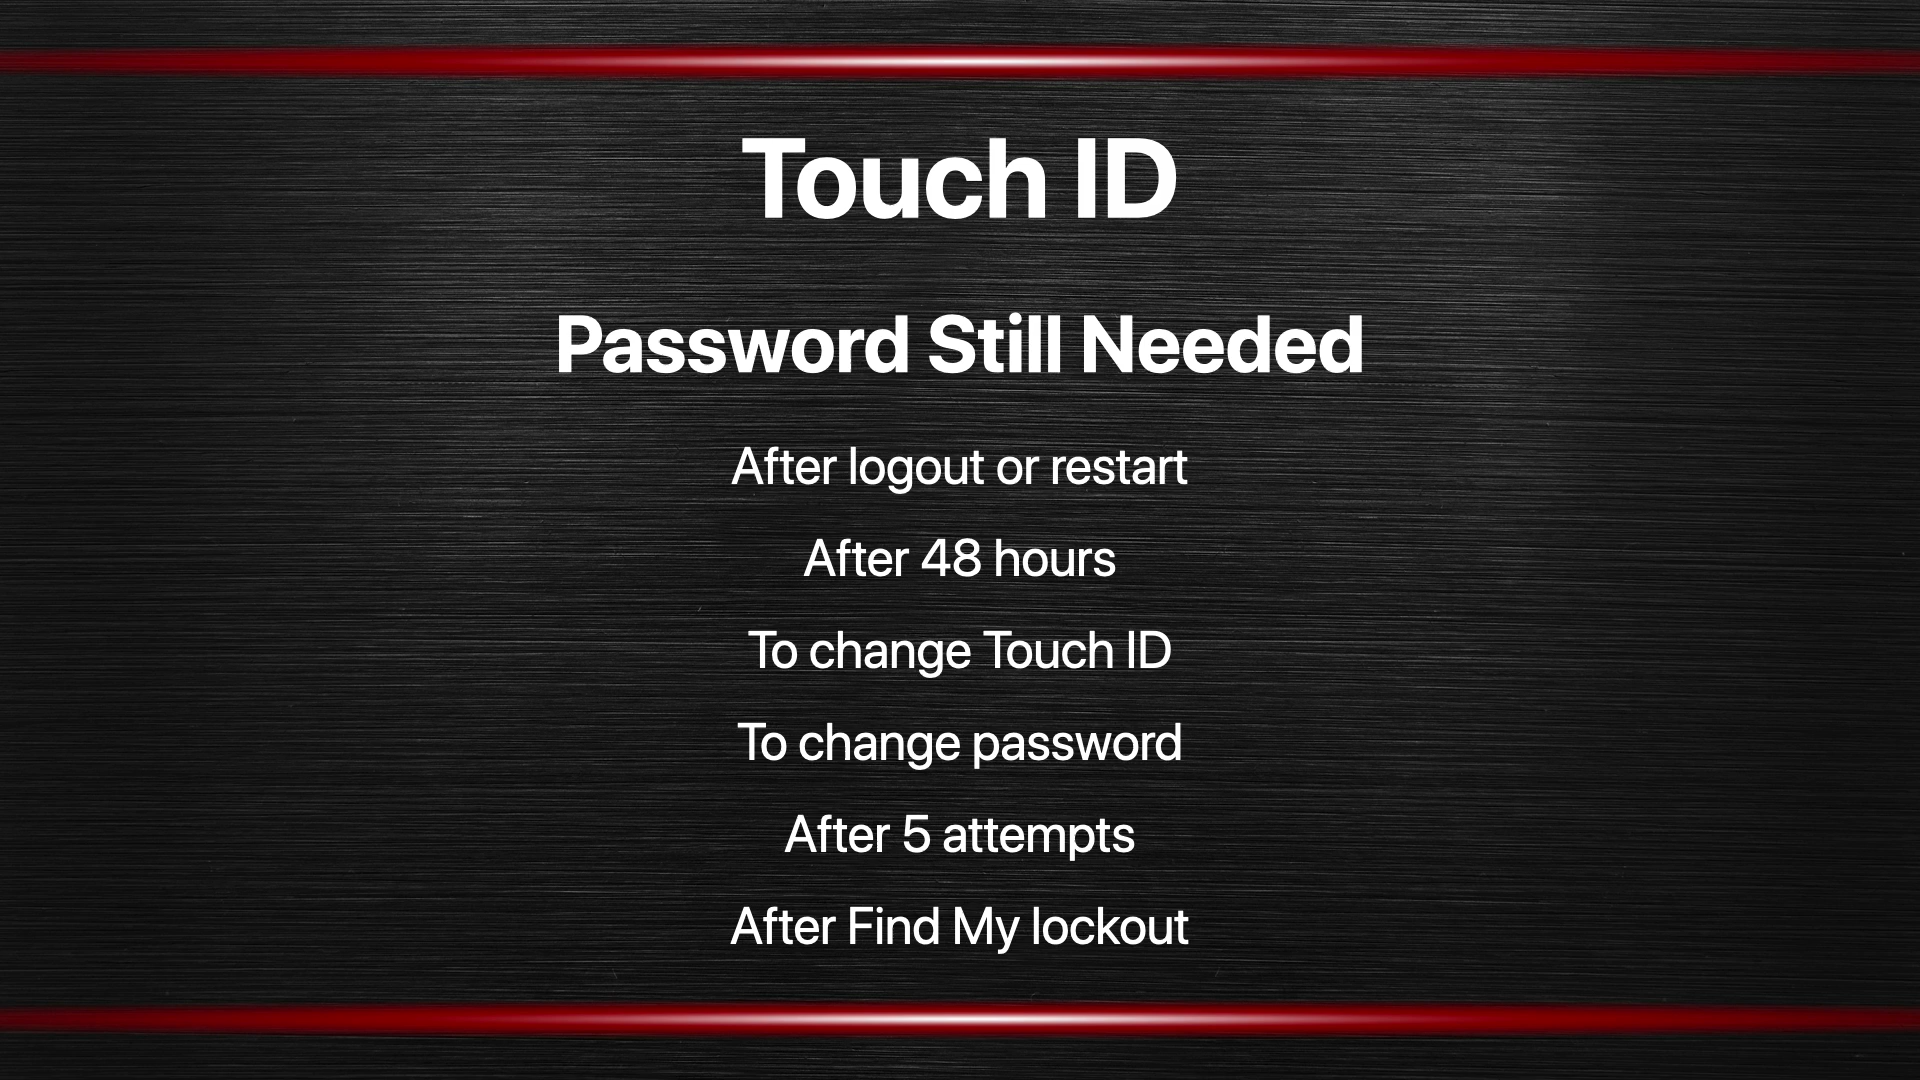 Touch ID
Password Still Needed
After logout or restart
After 48 hours
To change Touch ID
To change password
After 5 attempts
After Find My lockout